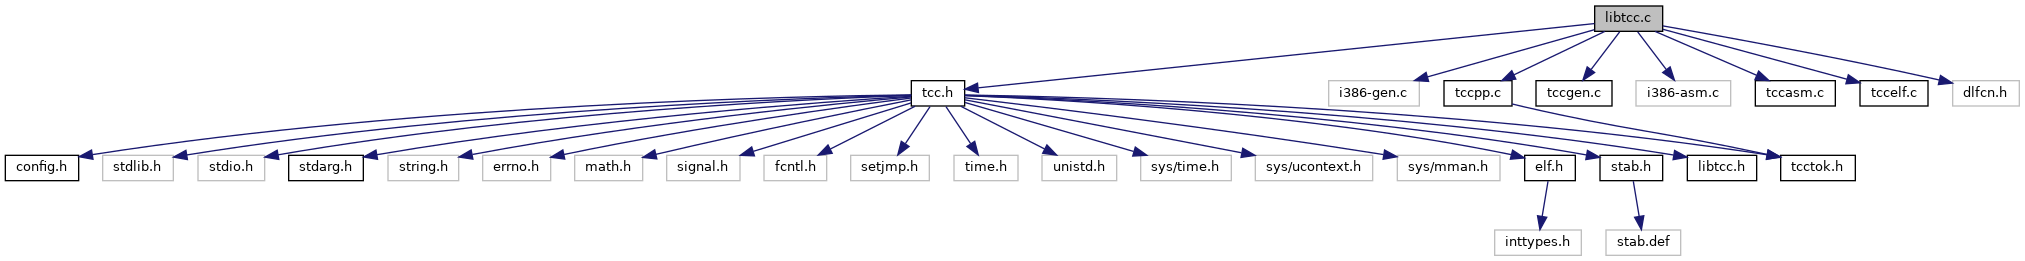 libtcc.c
tcc.h
i386-gen.c
tccpp.c
tccgen.c
i386-asm.c
tccasm.c
tccelf.c
dlfcn.h
config.h
stdlib.h
stdio.h
stdarg.h
string.h
errno.h
math.h
signal.h
fcntl.h
setjmp.h
time.h
unistd.h
sys/time.h
sys/ucontext.h
sys/mman.h
elf.h
stab.h
libtcc.h
tcctok.h
inttypes.h
stab.def